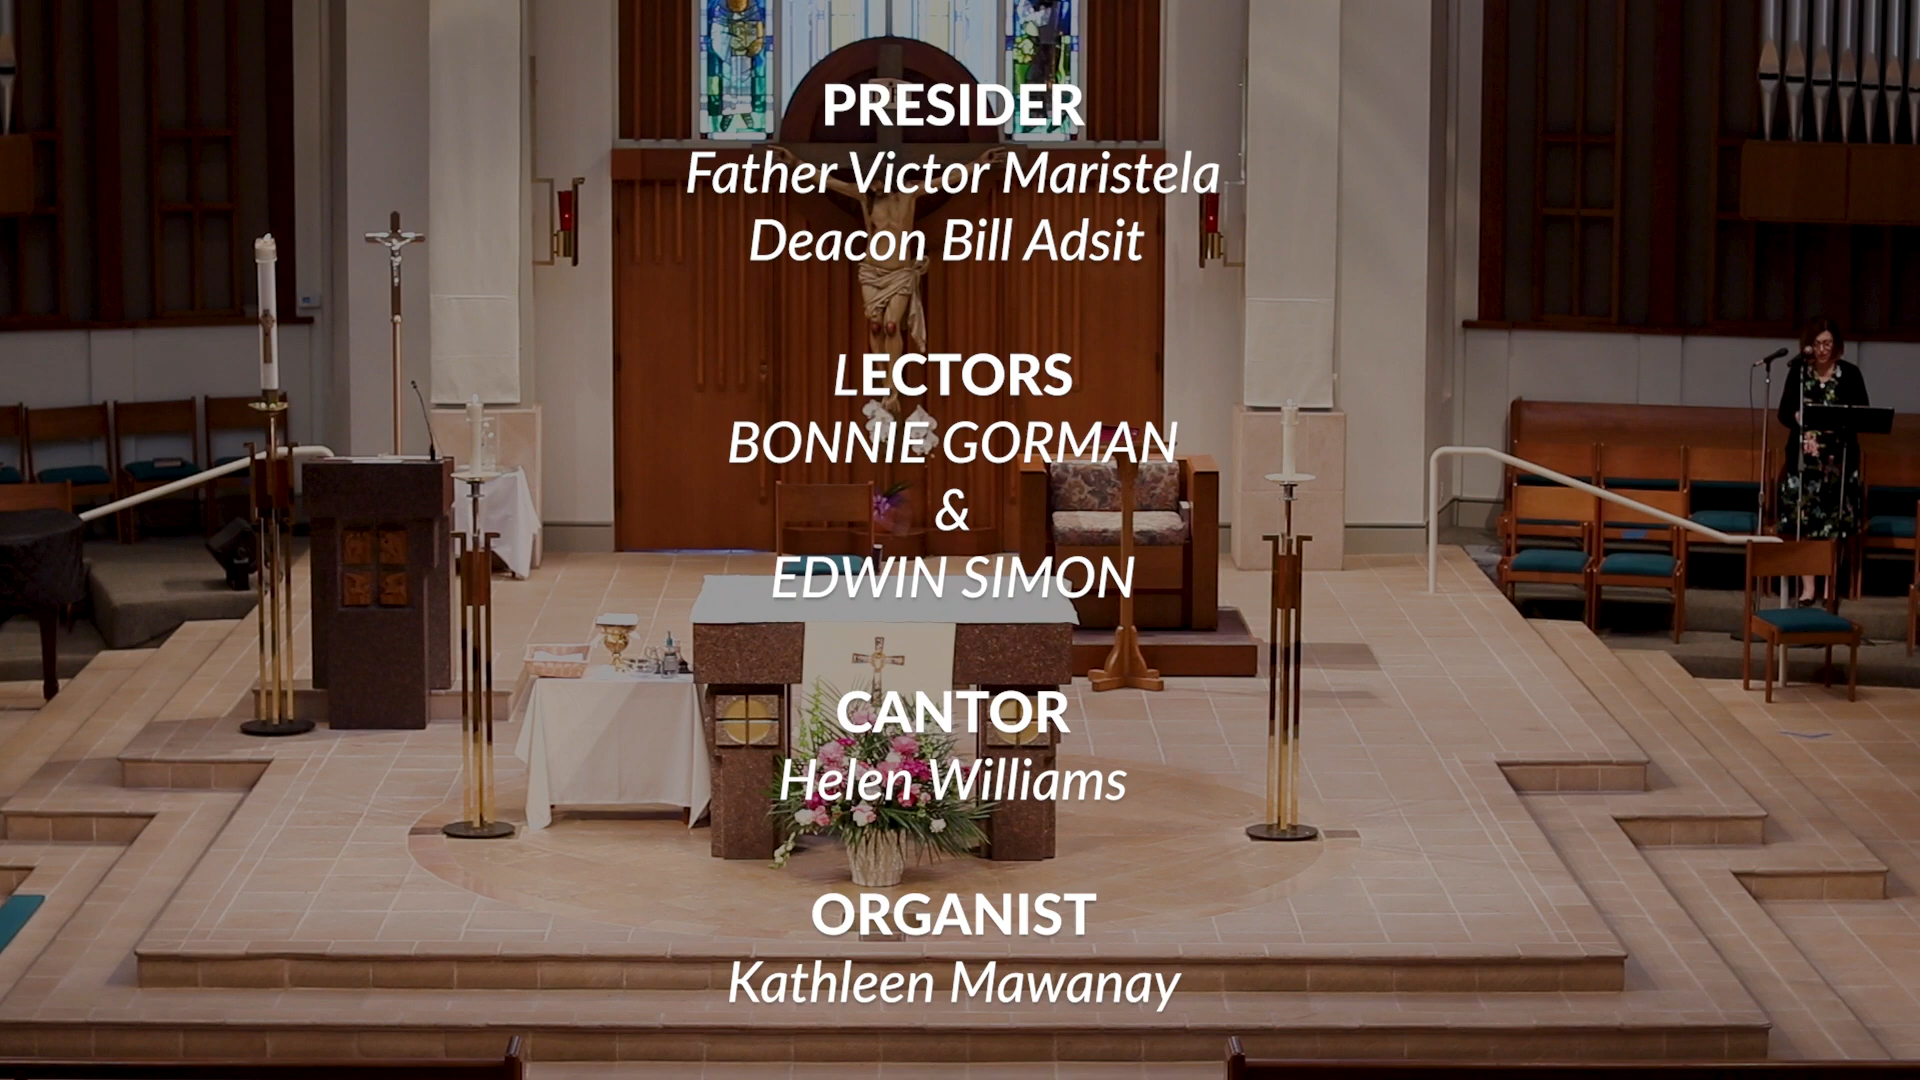 PRESIDER
Father Victor Maristela
Deacon Bill Adsit
LECTORS
BONNIE GORMAN
&
EDWIN SIMON
CANTOR
Helen Williams
ORGANIST
Kathleen Mawanay